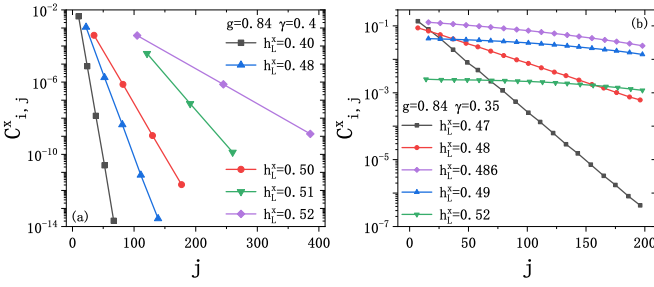 10^-2
10^-6
10^-10
10^-14
C^x_i,j
g=0.84 γ=0.4
h^x_L=0.40
h^x_L=0.48
h^x_L=0.50
h^x_L=0.51
h^x_L=0.52
(a)
0 100 200 300 400
j
10^-1
10^-3
10^-5
10^-7
C^x_i,j
(b)
g=0.84 γ=0.35
h^x_L=0.47
h^x_L=0.48
h^x_L=0.486
h^x_L=0.49
h^x_L=0.52
0 50 100 150 200
j